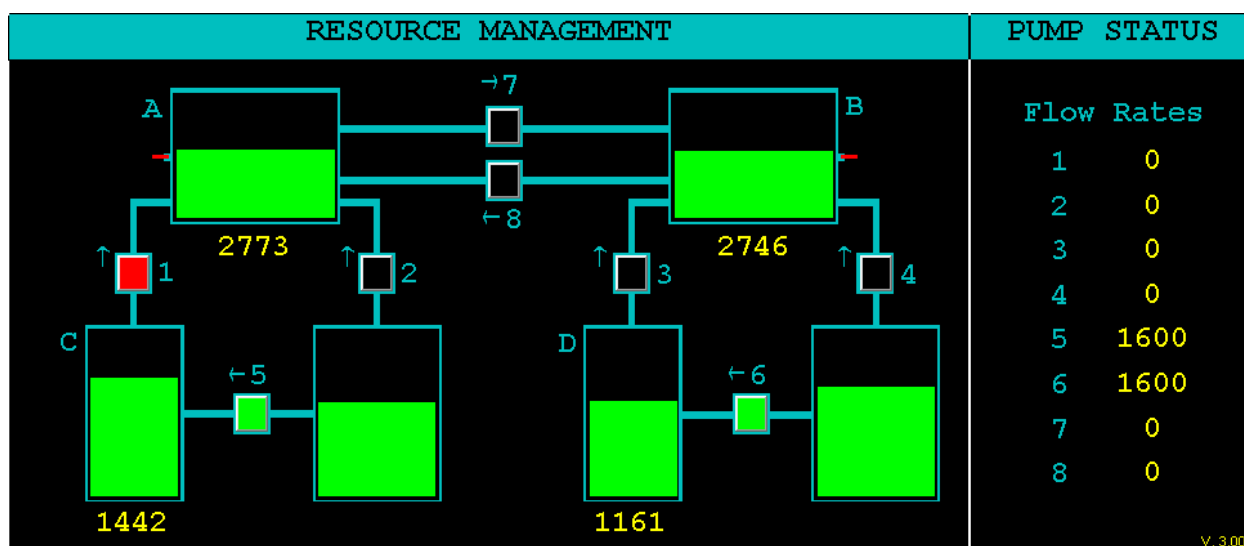 RESOURCE MANAGEMENT
PUMP STATUS
→7
A
B
Flow Rates
1 0
2 0
3 0
4 0
5 1600
6 1600
7 0
8 0
←8
2773
2746
↑ 1
↑ 2
↑ 3
↑ 4
C
D
←5
←6
1442
1161
V. 3.00